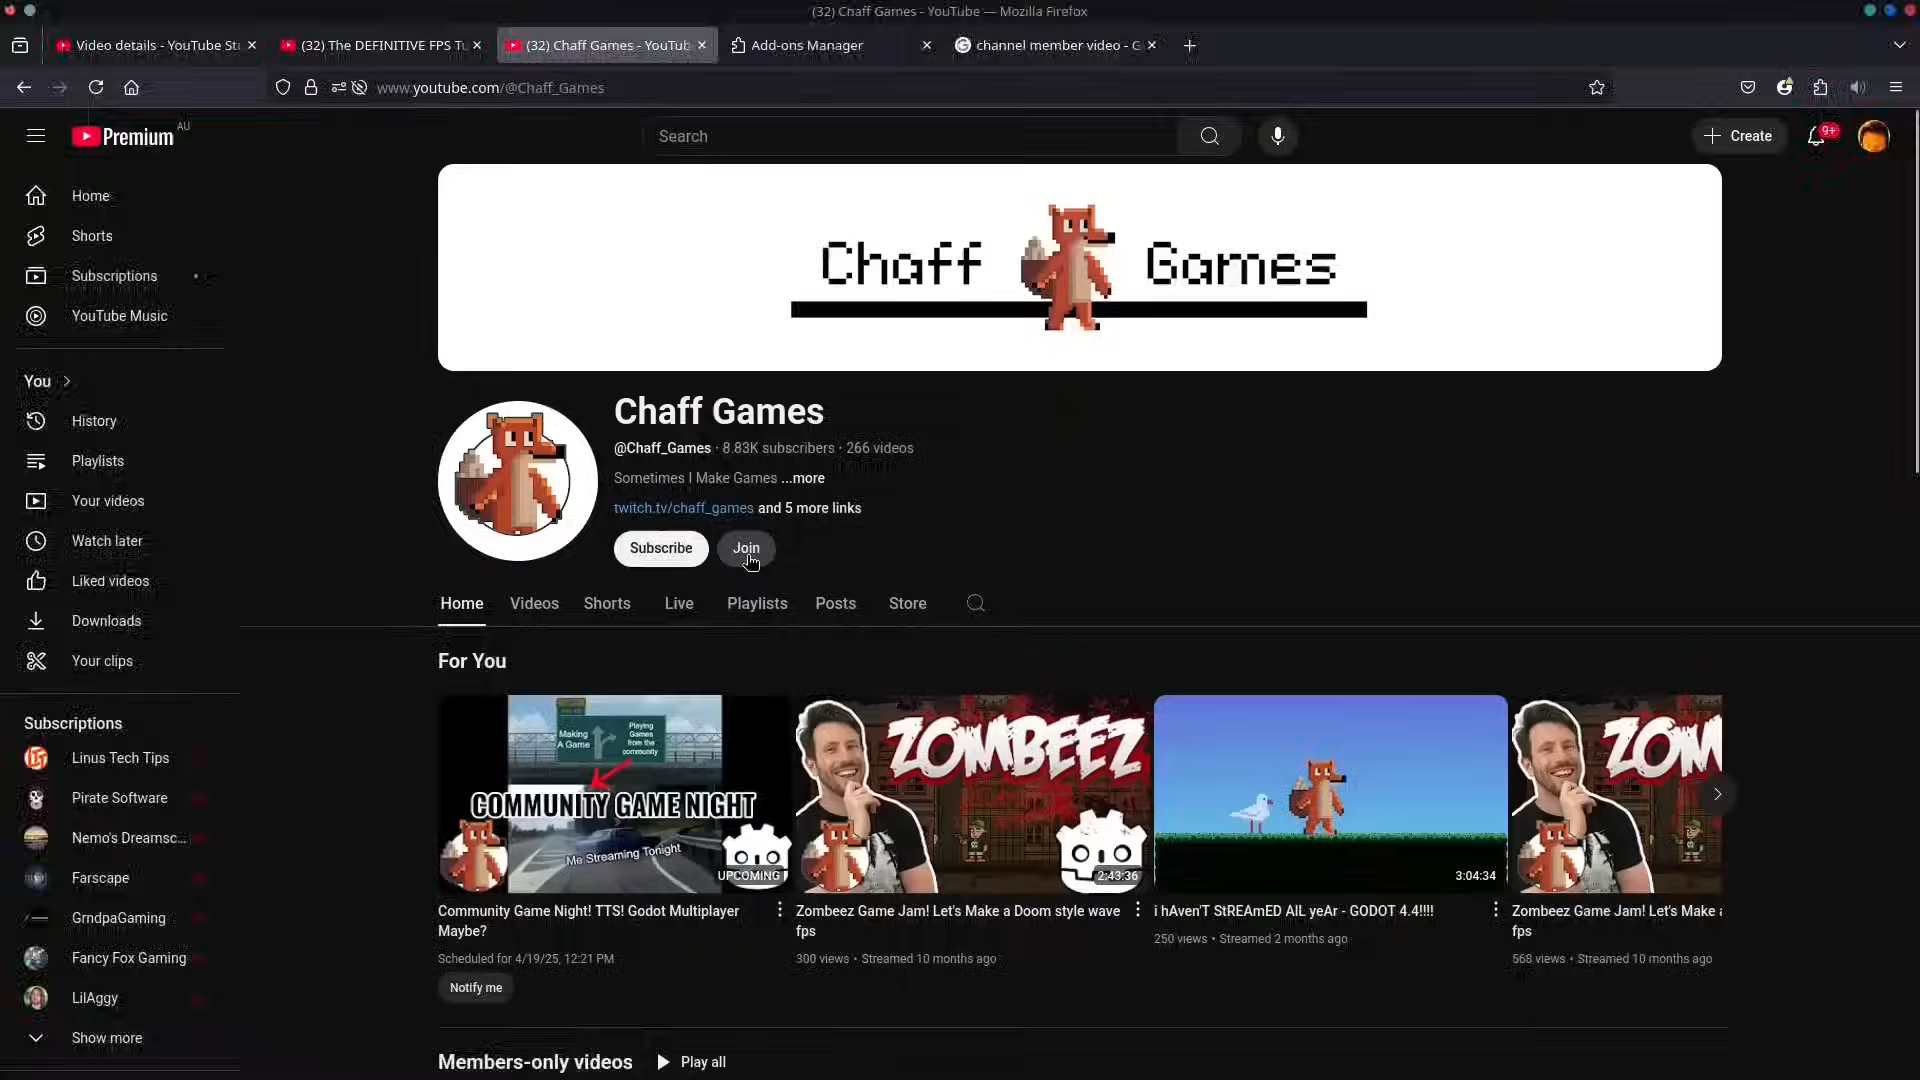 (32) Chaff Games - YouTube — Mozilla Firefox
Video details - YouTube St
(32) The DEFINITIVE FPS Tu
(32) Chaff Games - YouTub
Add-ons Manager
channel member video - G
www.youtube.com/@Chaff_Games
Premium AU
Search
Create
9+
Home
Shorts
Subscriptions
YouTube Music
You
History
Playlists
Your videos
Watch later
Liked videos
Downloads
Your clips
Subscriptions
Linus Tech Tips
Pirate Software
Nemo's Dreamsc...
Farscape
GrndpaGaming
Fancy Fox Gaming
LilAggy
Show more
Chaff Games
Chaff Games
@Chaff_Games · 8.83K subscribers · 266 videos
Sometimes I Make Games ...more
twitch.tv/chaff_games and 5 more links
Subscribe
Join
Home
Videos
Shorts
Live
Playlists
Posts
Store
For You
Making A Game
Playing Games from the community
COMMUNITY GAME NIGHT
Me Streaming Tonight
UPCOMING
Community Game Night! TTS! Godot Multiplayer
Maybe?
Scheduled for 4/19/25, 12:21 PM
Notify me
ZOMBEEZ
2:43:36
Zombeez Game Jam! Let's Make a Doom style wave
fps
300 views • Streamed 10 months ago
3:04:34
i hAven'T StREAmED AlL yeAr - GODOT 4.4!!!!
250 views • Streamed 2 months ago
ZOM
Zombeez Game Jam! Let's Make a
fps
568 views • Streamed 10 months ago
Members-only videos
Play all